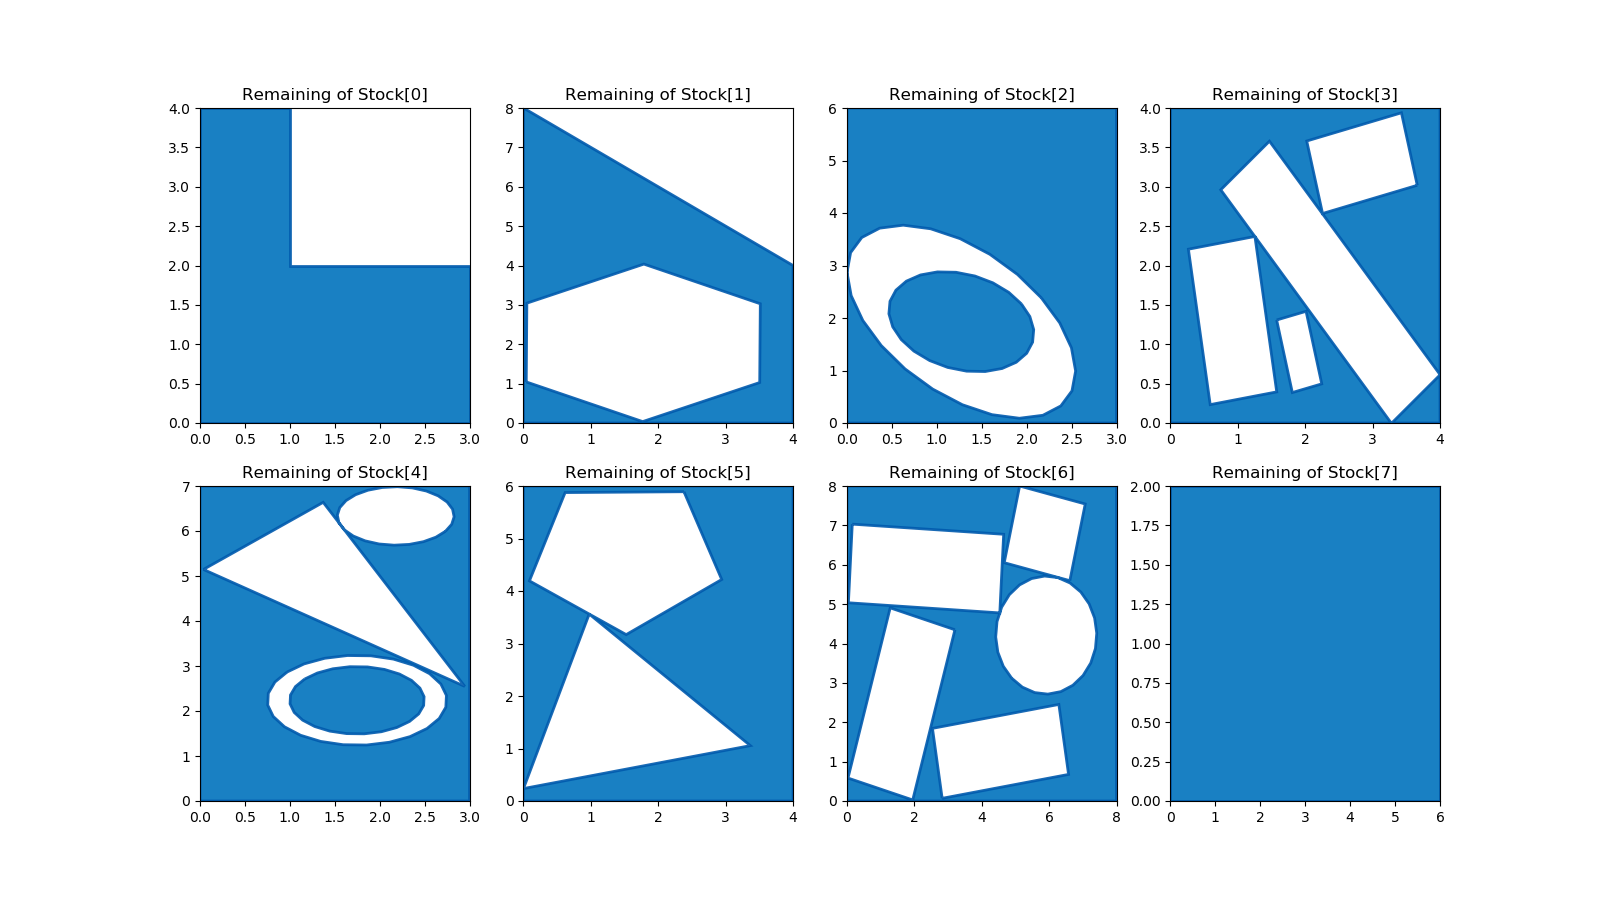 Remaining of Stock[0] Remaining of Stock[1] Remaining of Stock[2] Remaining of Stock[3]
4.0 8 6 4.0
3.5 7 3.5
5
3.0 6 3.0
2.5 5 4 2.5
2.0 4 3 2.0
1.5 3 1.5
2
1.0 2 1.0
0.5 1 1 0.5
0.0 0 0 0.0
0.0 0.5 1.0 1.5 2.0 2.5 3.0 0 1 2 3 4 0.0 0.5 1.0 1.5 2.0 2.5 3.0 0 1 2 3 4
Remaining of Stock[4] Remaining of Stock[5] Remaining of Stock[6] Remaining of Stock[7]
7 6 8 2.00
6 5 7 1.75
5 4 6 1.50
4 5 1.25
3 3 4 1.00
2 2 3 0.75
2 0.50
1 1 1 0.25
0 0 0 0.00
0.0 0.5 1.0 1.5 2.0 2.5 3.0 0 1 2 3 4 0 2 4 6 8 0 1 2 3 4 5 6